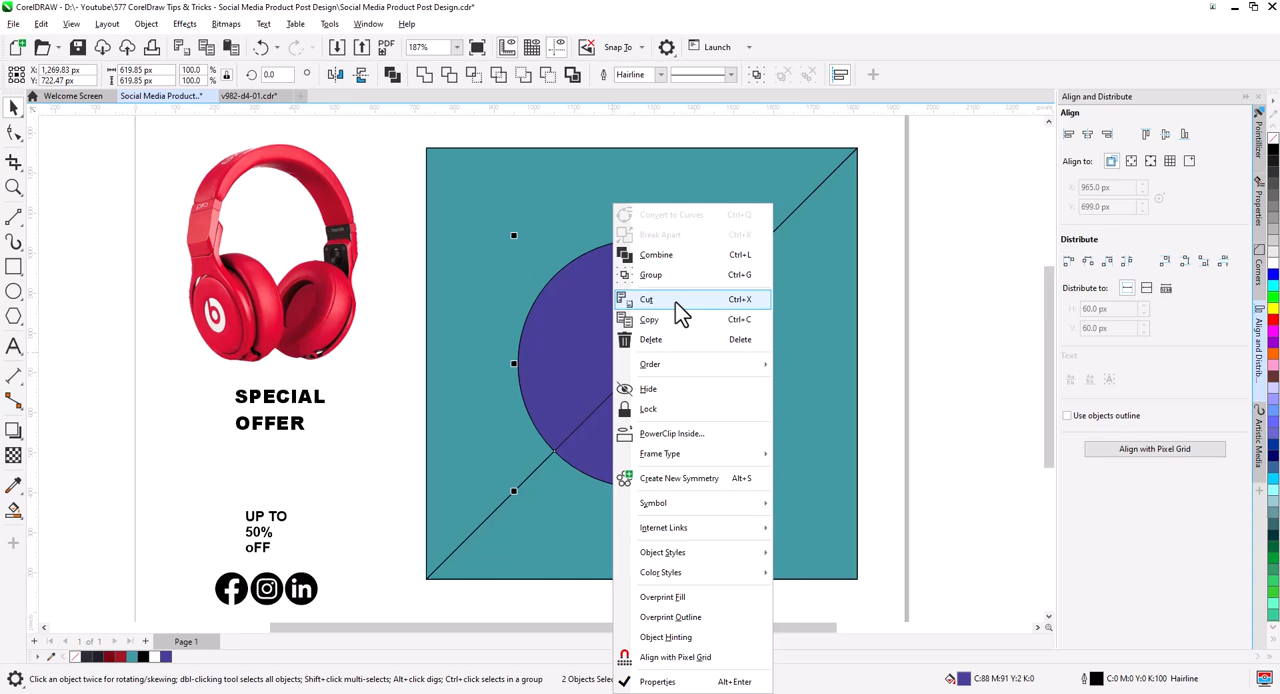 CorelDRAW - D:\- Youtube\577 CorelDraw Tips & Tricks - Social Media Product Post Design\Social Media Product Post Design.cdr*
File Edit View Layout Object Effects Bitmaps Text Table Tools Window Help
PDF 187% Snap To Launch
X: 1,269.83 px 619.85 px 100.0 % 0.0 Hairline
Y: 722.47 px 619.85 px 100.0 %
Welcome Screen Social Media Product..* v982-d4-01.cdr*
Align and Distribute
Align
Align to:
X: 965.0 px
Y: 699.0 px
Distribute
Distribute to:
H: 60.0 px
V: 60.0 px
Text
Use objects outline
Align with Pixel Grid
Pointillizer
Properties
Corners
Align and Distrib...
Artistic Media
SPECIAL
OFFER
UP TO
50%
oFF
Convert to Curves Ctrl+Q
Break Apart Ctrl+K
Combine Ctrl+L
Group Ctrl+G
Cut Ctrl+X
Copy Ctrl+C
Delete Delete
Order
Hide
Lock
PowerClip Inside...
Frame Type
Create New Symmetry Alt+S
Symbol
Internet Links
Object Styles
Color Styles
Overprint Fill
Overprint Outline
Object Hinting
Align with Pixel Grid
Properties Alt+Enter
1 of 1 Page 1
Click an object twice for rotating/skewing; dbl-clicking tool selects all objects; Shift+click multi-selects; Alt+click digs; Ctrl+click selects in a group 2 Objects Selec C:88 M:91 Y:2 K:0 C:0 M:0 Y:0 K:100 Hairline